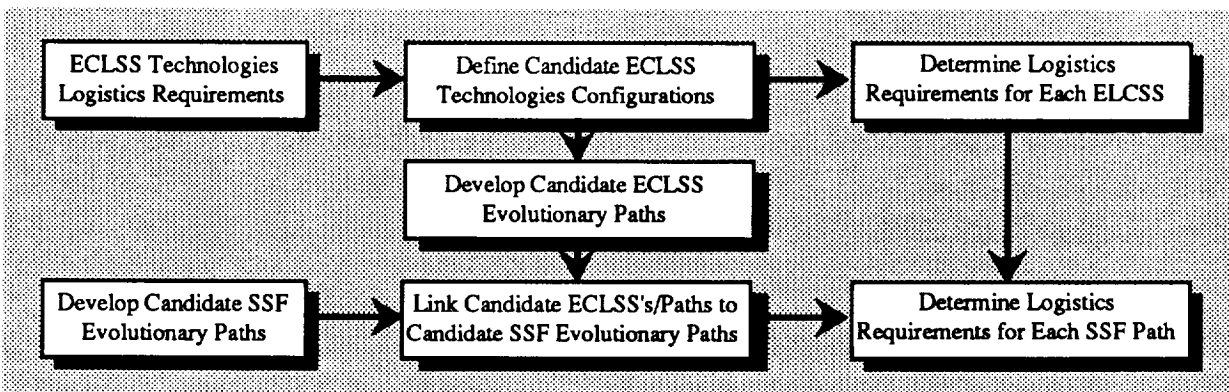 ECLSS Technologies
Logistics Requirements
Define Candidate ECLSS
Technologies Configurations
Determine Logistics
Requirements for Each ELCSS
Develop Candidate ECLSS
Evolutionary Paths
Develop Candidate SSF
Evolutionary Paths
Link Candidate ECLSS's/Paths to
Candidate SSF Evolutionary Paths
Determine Logistics
Requirements for Each SSF Path